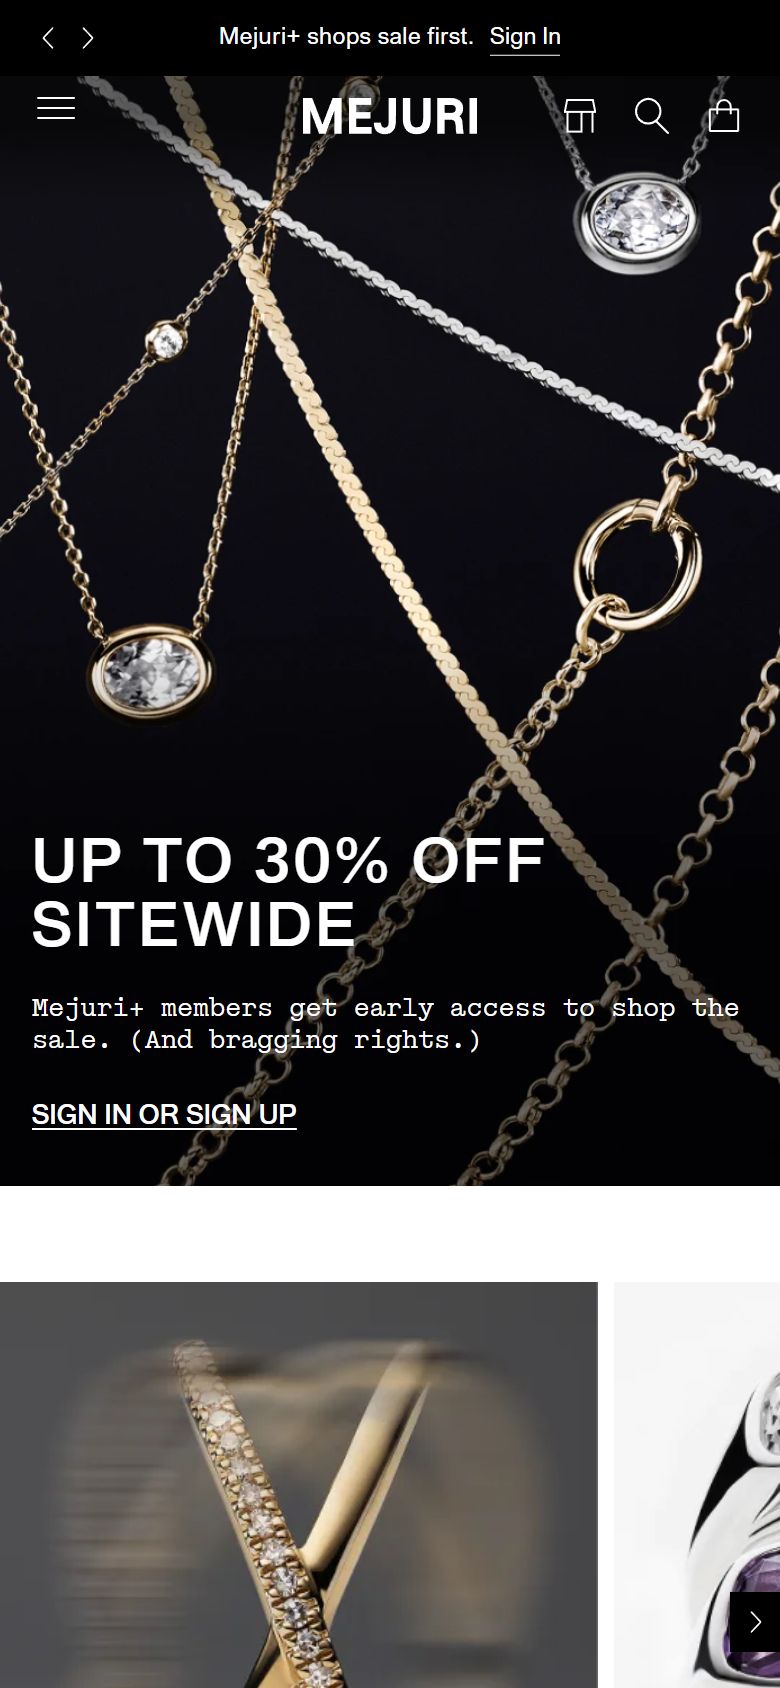 Mejuri+ shops sale first. Sign In
MEJURI
UP TO 30% OFF
SITEWIDE
Mejuri+ members get early access to shop the
sale. (And bragging rights.)
SIGN IN OR SIGN UP